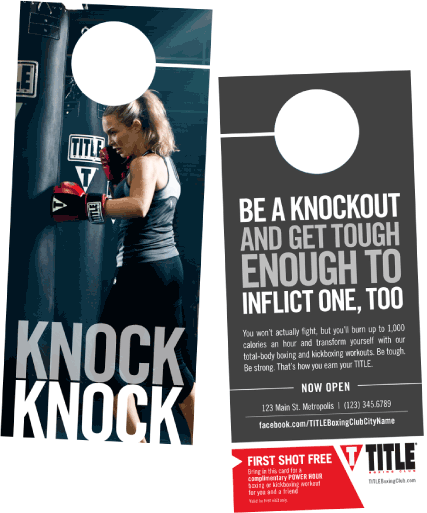 TITLE
TITLE
KNOCK
KNOCK
BE A KNOCKOUT
AND GET TOUGH
ENOUGH TO
INFLICT ONE, TOO
You won't actually fight, but you'll burn up to 1,000
calories an hour and transform yourself with our
total-body boxing and kickboxing workouts. Be tough.
Be strong. That's how you earn your TITLE.
NOW OPEN
123 Main St. Metropolis | (123) 345.6789
facebook.com/TITLEBoxingClubCityName
FIRST SHOT FREE
Bring in this card for a
complimentary POWER HOUR
boxing or kickboxing workout
for you and a friend
T TITLE
BOXING CLUB
TITLEBoxingClub.com